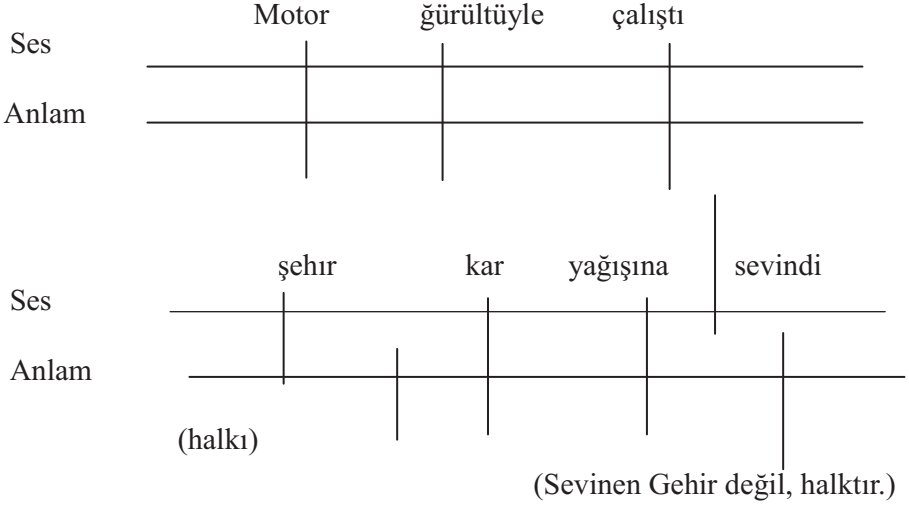 Motor ğürültüyle çalıştı
Ses
Anlam
şehır kar yağışına sevindi
Ses
Anlam
(halkı)
(Sevinen Gehir değil, halktır.)